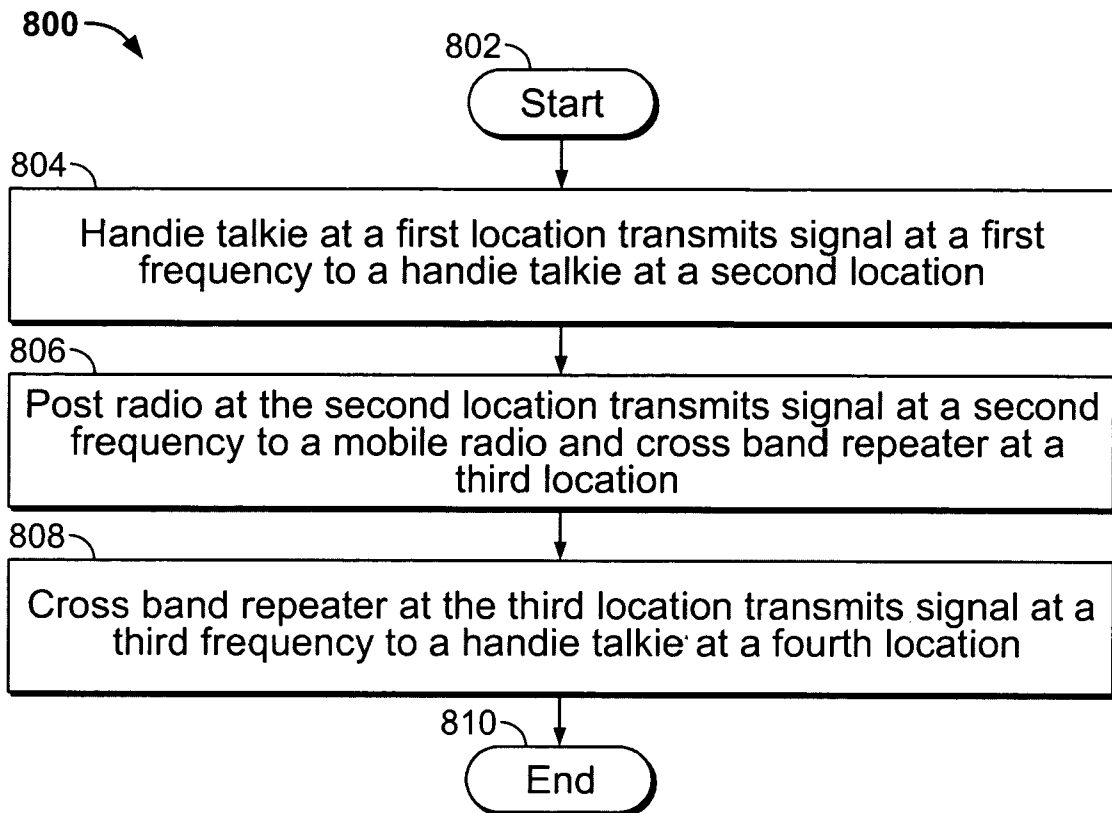 800
802
Start
804
Handie talkie at a first location transmits signal at a first
frequency to a handie talkie at a second location
806
Post radio at the second location transmits signal at a second
frequency to a mobile radio and cross band repeater at a
third location
808
Cross band repeater at the third location transmits signal at a
third frequency to a handie talkie at a fourth location
810
End